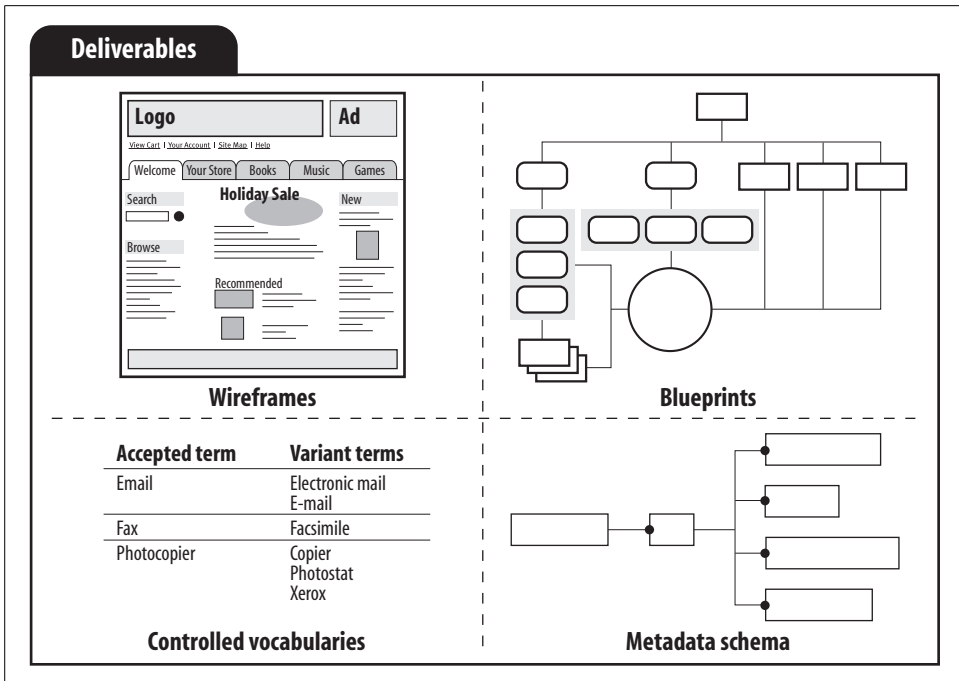 Deliverables
Logo
Ad
View Cart | Your Account | Site Map | Help
Welcome Your Store Books Music Games
Search
Holiday Sale
New
Browse
Recommended
Wireframes
Blueprints
Accepted term Variant terms
Email Electronic mail
E-mail
Fax Facsimile
Photocopier Copier
Photostat
Xerox
Controlled vocabularies
Metadata schema